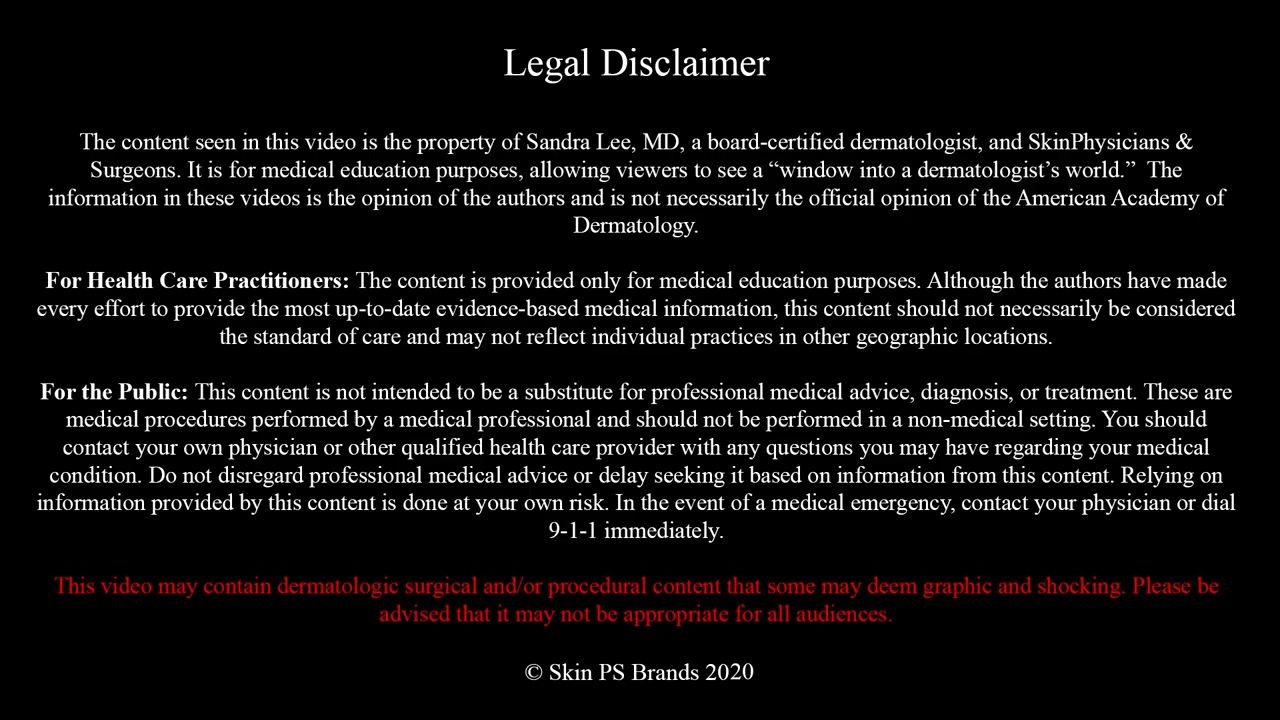 Legal Disclaimer
The content seen in this video is the property of Sandra Lee, MD, a board-certified dermatologist, and SkinPhysicians &
Surgeons. It is for medical education purposes, allowing viewers to see a “window into a dermatologist’s world.”  The
information in these videos is the opinion of the authors and is not necessarily the official opinion of the American Academy of
Dermatology.
For Health Care Practitioners: The content is provided only for medical education purposes. Although the authors have made
every effort to provide the most up-to-date evidence-based medical information, this content should not necessarily be considered
the standard of care and may not reflect individual practices in other geographic locations.
For the Public: This content is not intended to be a substitute for professional medical advice, diagnosis, or treatment. These are
medical procedures performed by a medical professional and should not be performed in a non-medical setting. You should
contact your own physician or other qualified health care provider with any questions you may have regarding your medical
condition. Do not disregard professional medical advice or delay seeking it based on information from this content. Relying on
information provided by this content is done at your own risk. In the event of a medical emergency, contact your physician or dial
9-1-1 immediately.
This video may contain dermatologic surgical and/or procedural content that some may deem graphic and shocking. Please be
advised that it may not be appropriate for all audiences.
© Skin PS Brands 2020